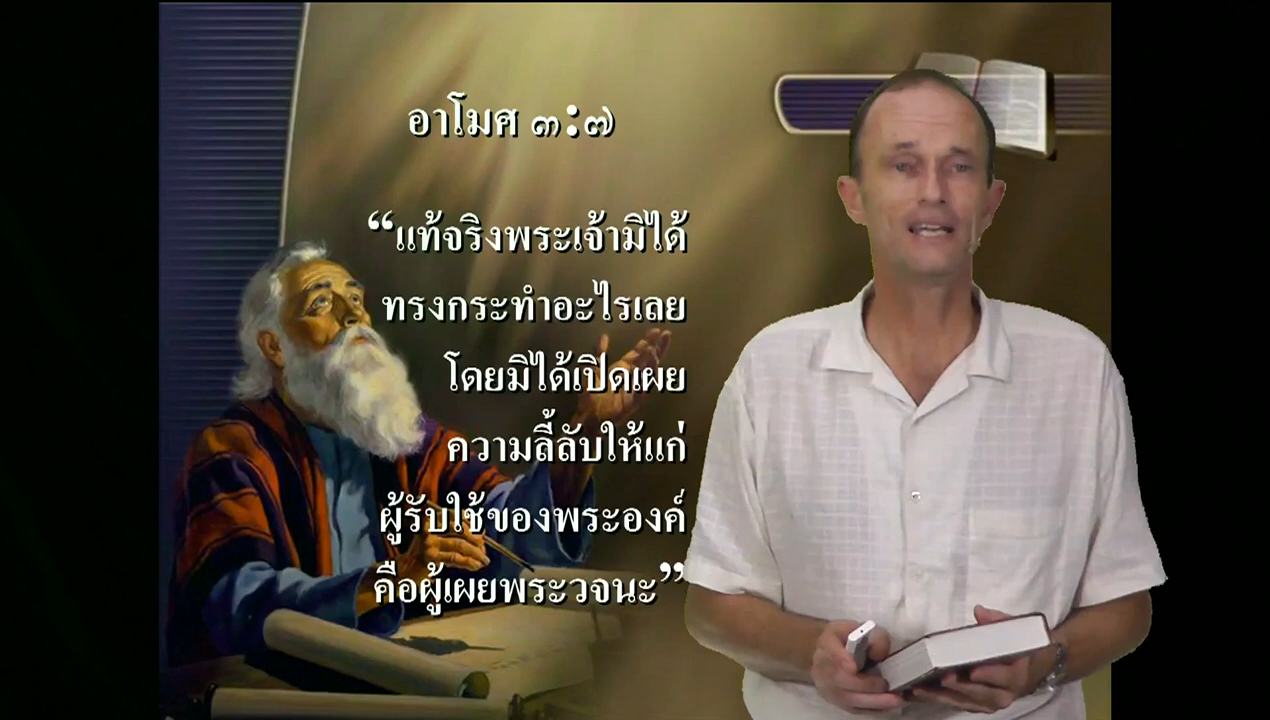 อาโมศ ๓:๗
“แท้จริงพระเจ้ามิได้
ทรงกระทำอะไรเลย
โดยมิได้เปิดเผย
ความลี้ลับให้แก่
ผู้รับใช้ของพระองค์
คือผู้เผยพระวจนะ”